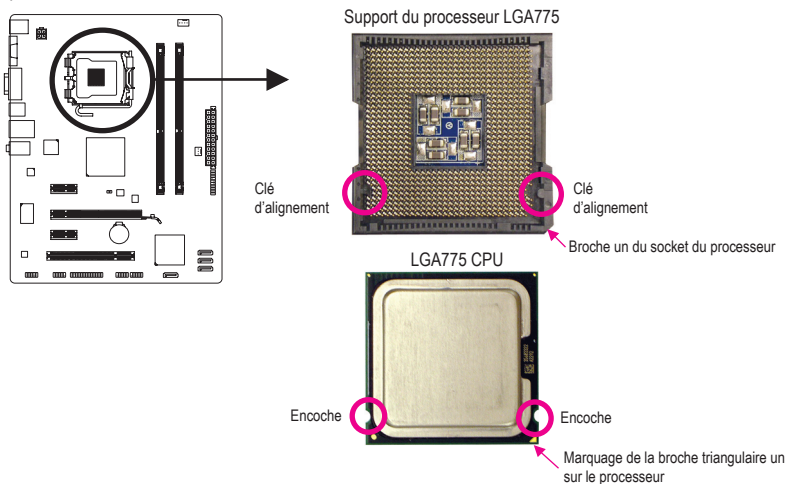 Support du processeur LGA775
Clé
d'alignement
Clé
d'alignement
Broche un du socket du processeur
LGA775 CPU
Encoche
Encoche
Marquage de la broche triangulaire un
sur le processeur